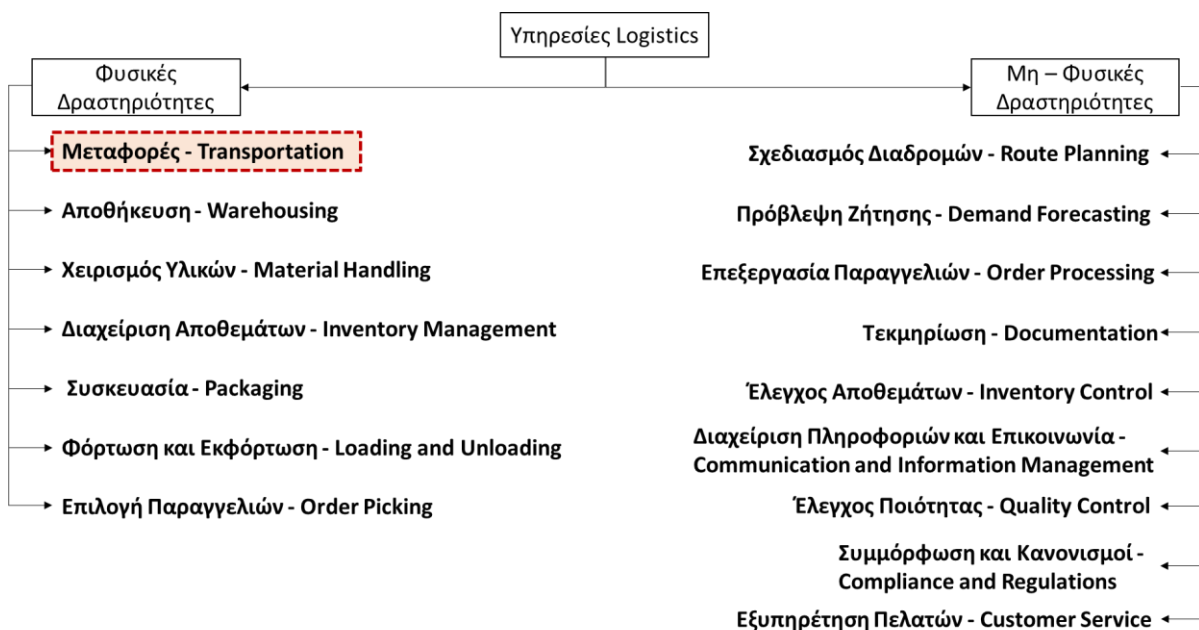 Υπηρεσίες Logistics
Φυσικές
Δραστηριότητες
Μεταφορές - Transportation
Αποθήκευση - Warehousing
Χειρισμός Υλικών - Material Handling
Διαχείριση Αποθεμάτων - Inventory Management
Συσκευασία - Packaging
Φόρτωση και Εκφόρτωση - Loading and Unloading
Επιλογή Παραγγελιών - Order Picking
Μη – Φυσικές
Δραστηριότητες
Σχεδιασμός Διαδρομών - Route Planning
Πρόβλεψη Ζήτησης - Demand Forecasting
Επεξεργασία Παραγγελιών - Order Processing
Τεκμηρίωση - Documentation
Έλεγχος Αποθεμάτων - Inventory Control
Διαχείριση Πληροφοριών και Επικοινωνία -
Communication and Information Management
Έλεγχος Ποιότητας - Quality Control
Συμμόρφωση και Κανονισμοί -
Compliance and Regulations
Εξυπηρέτηση Πελατών - Customer Service